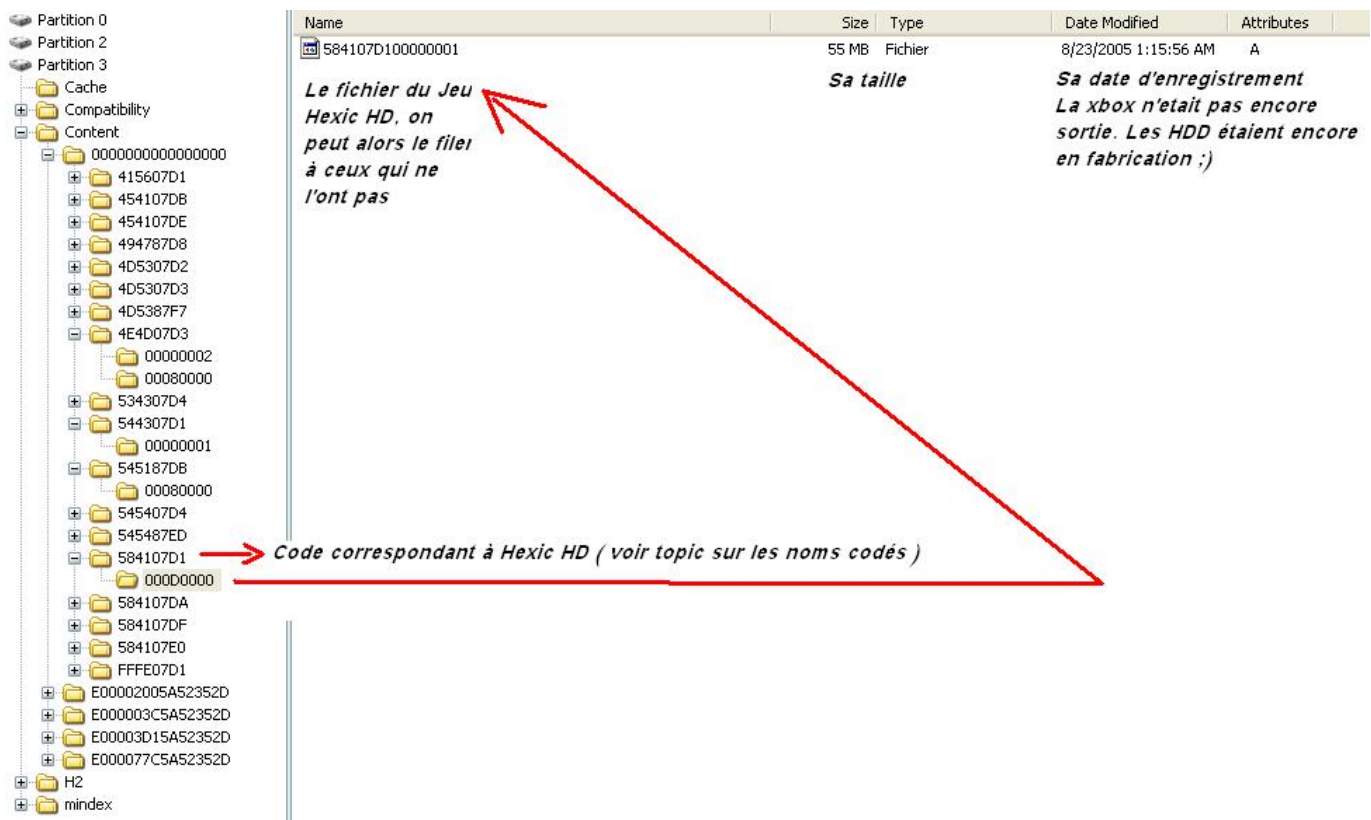 Partition 0
Partition 2
Partition 3
Cache
Compatibility
Content
0000000000000000
415607D1
454107DB
454107DE
494787D8
4D5307D2
4D5307D3
4D5387F7
4E4D07D3
00000002
00080000
534307D4
544307D1
00000001
545187DB
00080000
545407D4
545487ED
584107D1
000D0000
584107DA
584107DF
584107E0
FFFE07D1
E00002005A52352D
E000003C5A52352D
E00003D15A52352D
E000077C5A52352D
H2
mindex
Name Size Type Date Modified Attributes
584107D100000001 55 MB Fichier 8/23/2005 1:15:56 AM A
Le fichier du Jeu
Hexic HD, on
peut alors le filer
à ceux qui ne
l'ont pas
Sa taille
Sa date d'enregistrement
La xbox n'etait pas encore
sortie. Les HDD étaient encore
en fabrication ;)
Code correspondant à Hexic HD ( voir topic sur les noms codés )